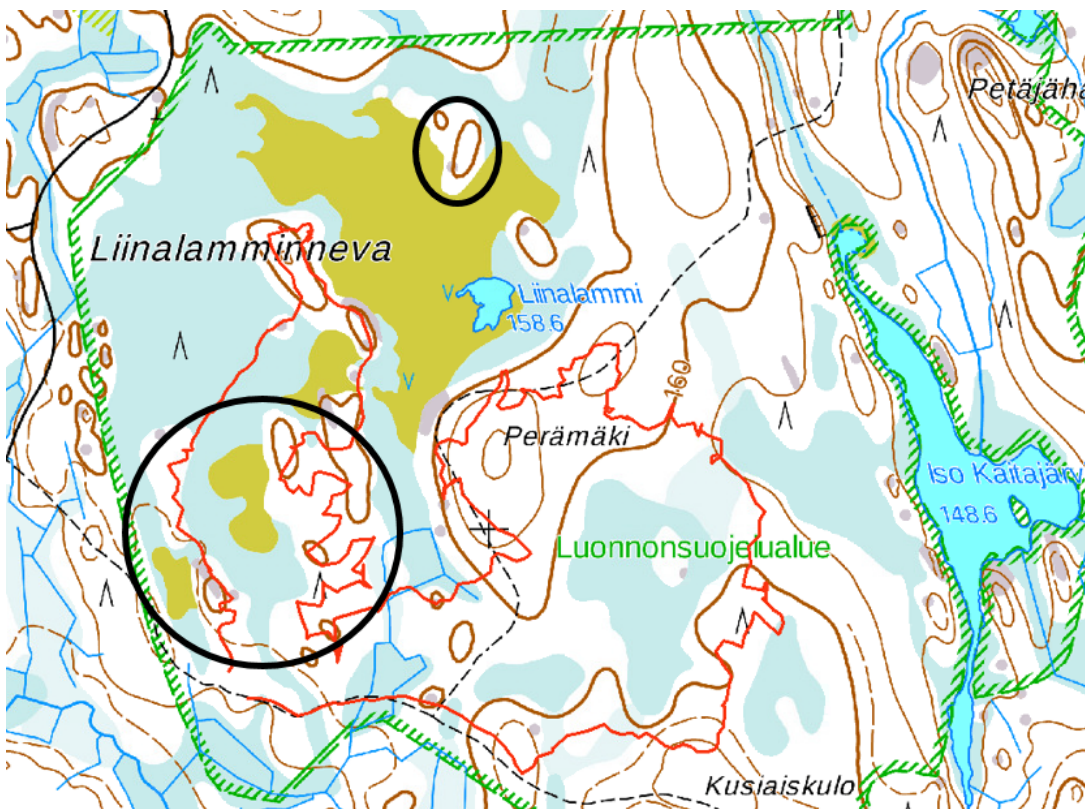 Petäjäha
Liinalamminneva
V Liinalammi
158.6
V
160
Perämäki
Iso Kaitajärv
148.6
Luonnonsuojelualue
Kusiaiskulo